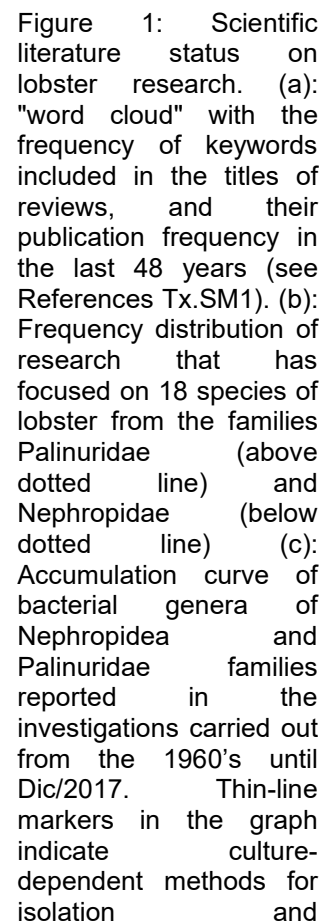 Figure 1: Scientific
literature status on
lobster research. (a):
"word cloud" with the
frequency of keywords
included in the titles of
reviews, and their
publication frequency in
the last 48 years (see
References Tx.SM1). (b):
Frequency distribution of
research that has
focused on 18 species of
lobster from the families
Palinuridae (above
dotted line) and
Nephropidae (below
dotted line) (c):
Accumulation curve of
bacterial genera of
Nephropidea and
Palinuridae families
reported in the
investigations carried out
from the 1960’s until
Dic/2017. Thin-line
markers in the graph
indicate culture-
dependent methods for
isolation and